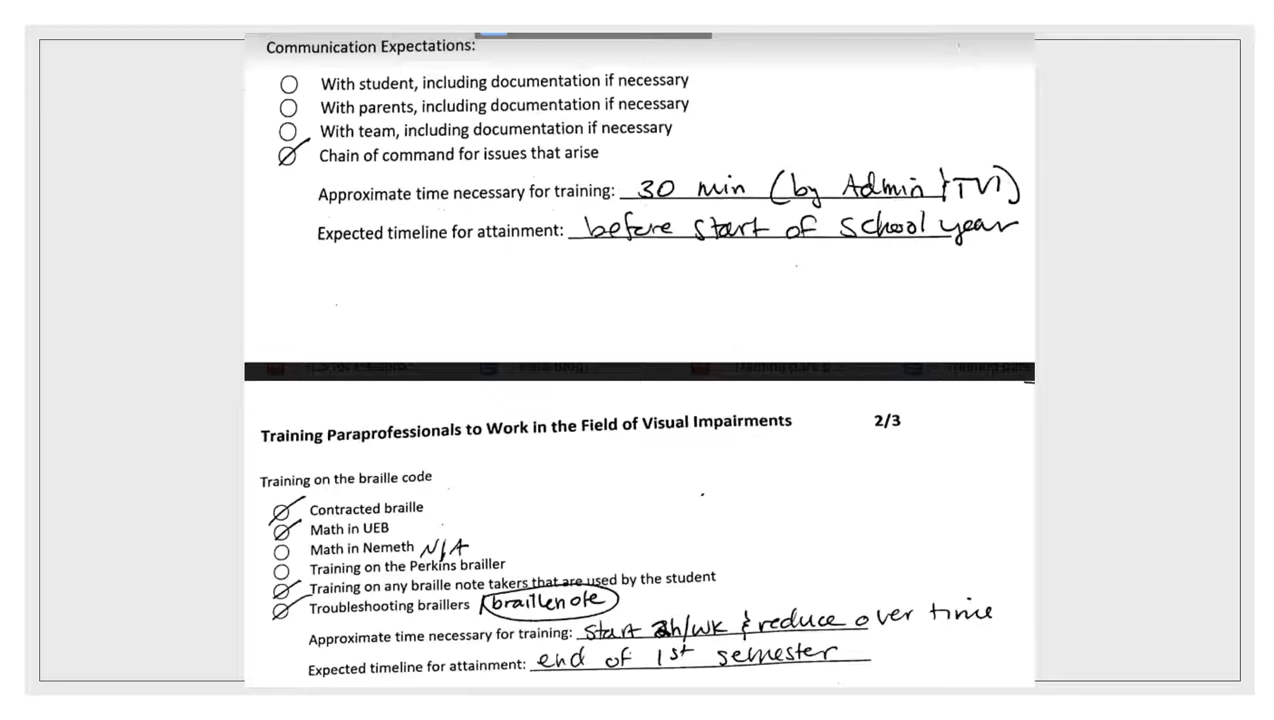 Communication Expectations:
With student, including documentation if necessary
With parents, including documentation if necessary
With team, including documentation if necessary
Chain of command for issues that arise
Approximate time necessary for training: 30 min (by Admin & TVI)
Expected timeline for attainment: before start of school year
Training Paraprofessionals to Work in the Field of Visual Impairments 2/3
Training on the braille code
Contracted braille
Math in UEB
Math in Nemeth N/A
Training on the Perkins brailler
Training on any braille note takers that are used by the student
Troubleshooting braillers (braillenote
Approximate time necessary for training: start h/wk & reduce over time
Expected timeline for attainment: end of 1st semester